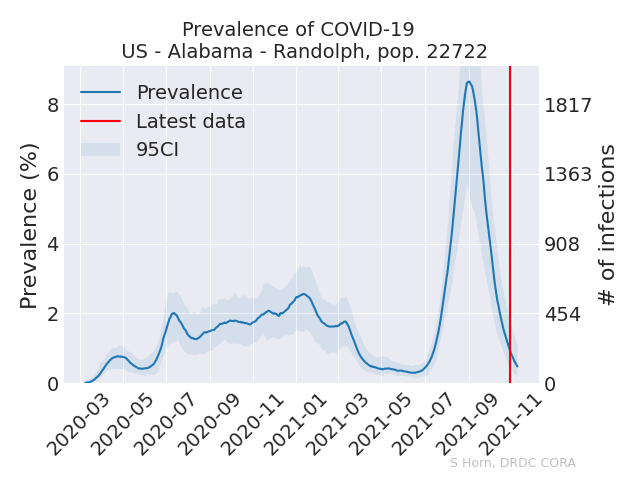 Prevalence of COVID-19
US - Alabama - Randolph, pop. 22722
Prevalence
Latest data
95CI
Prevalence (%)
8
6
4
2
0
1817
1363
908
454
0
# of infections
2020-03
2020-05
2020-07
2020-09
2020-11
2021-01
2021-03
2021-05
2021-07
2021-09
2021-11
S Horn, DRDC CORA